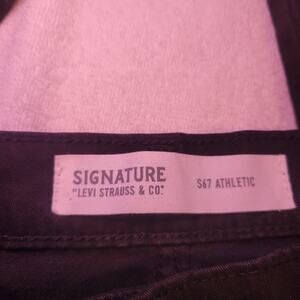 SIGNATURE
"LEVI STRAUSS & CO."
S67 ATHLETIC